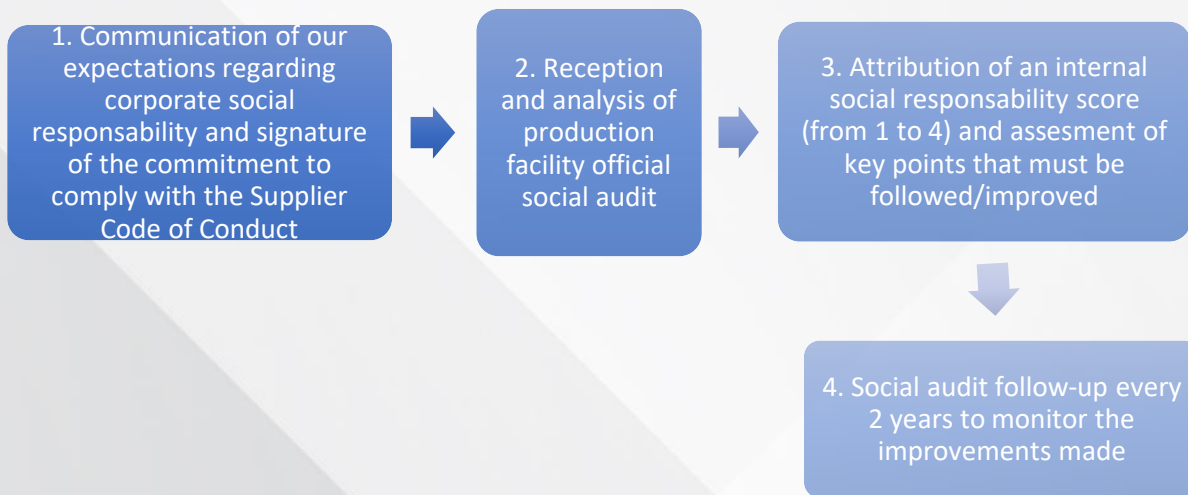 1. Communication of our
expectations regarding
corporate social
responsability and signature
of the commitment to
comply with the Supplier
Code of Conduct
2. Reception
and analysis of
production
facility official
social audit
3. Attribution of an internal
social responsability score
(from 1 to 4) and assesment of
key points that must be
followed/improved
4. Social audit follow-up every
2 years to monitor the
improvements made